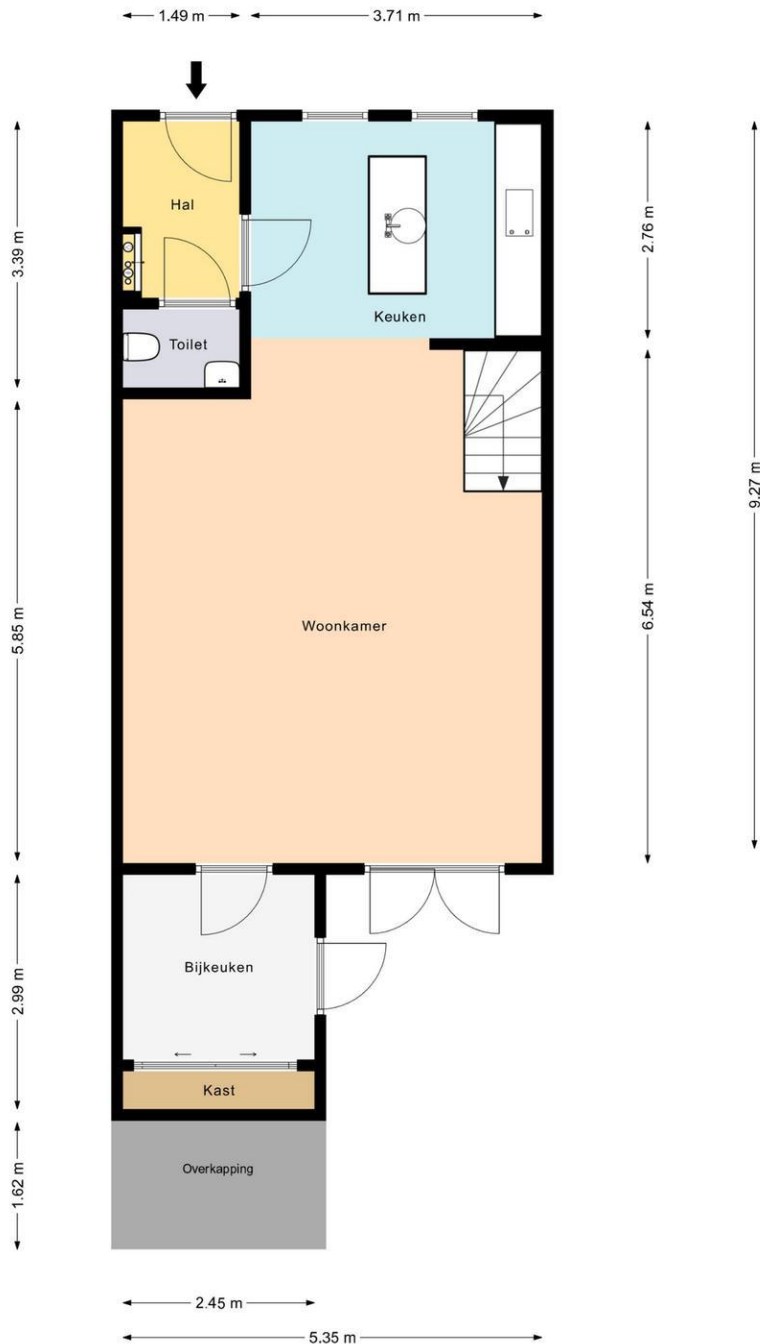 1.49 m
3.71 m
Hal
3.39 m
2.76 m
Keuken
Toilet
9.27 m
5.85 m
6.54 m
Woonkamer
Bijkeuken
2.99 m
Kast
Overkapping
1.62 m
2.45 m
5.35 m